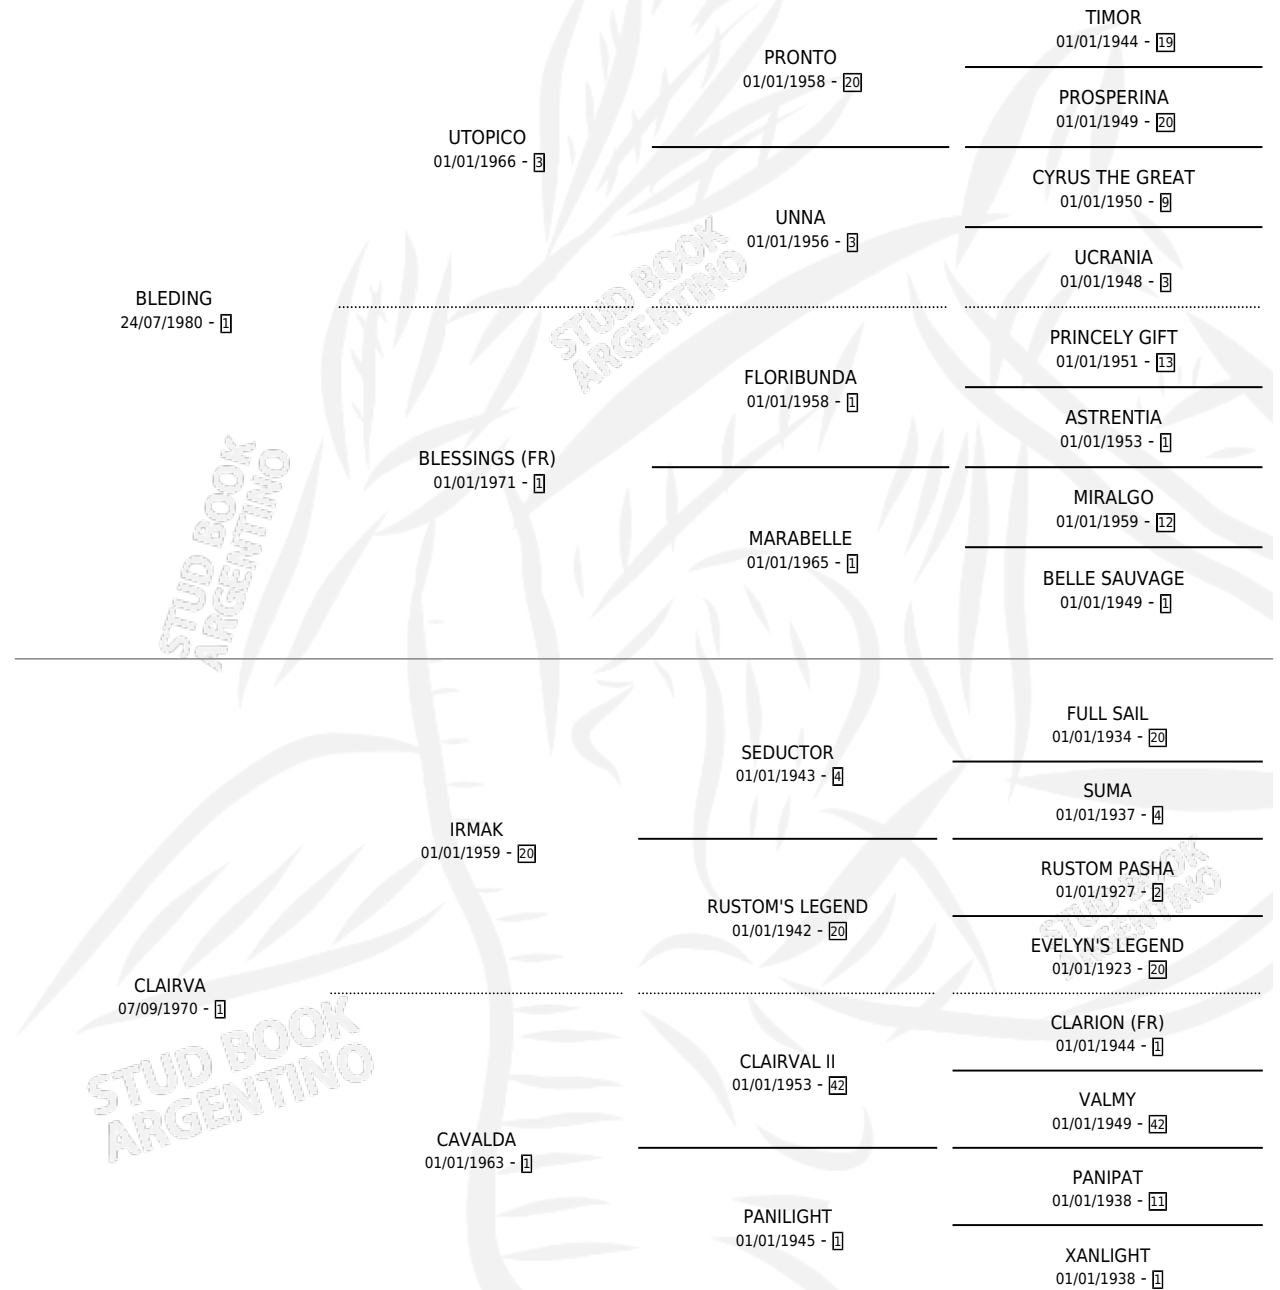 TIMOR
01/01/1944 - 19
PRONTO
01/01/1958 - 20
PROSPERINA
01/01/1949 - 20
UTOPICO
01/01/1966 - 3
CYRUS THE GREAT
01/01/1950 - 9
UNNA
01/01/1956 - 3
UCRANIA
01/01/1948 - 3
BLEDING
24/07/1980 - 1
PRINCELY GIFT
01/01/1951 - 13
FLORIBUNDA
01/01/1958 - 1
ASTRENTIA
01/01/1953 - 1
BLESSINGS (FR)
01/01/1971 - 1
MIRALGO
01/01/1959 - 12
MARABELLE
01/01/1965 - 1
BELLE SAUVAGE
01/01/1949 - 1
FULL SAIL
01/01/1934 - 20
SEDUCTOR
01/01/1943 - 4
SUMA
01/01/1937 - 4
IRMAK
01/01/1959 - 20
RUSTOM PASHA
01/01/1927 - 2
RUSTOM'S LEGEND
01/01/1942 - 20
EVELYN'S LEGEND
01/01/1923 - 20
CLAIRVA
07/09/1970 - 1
CLARION (FR)
01/01/1944 - 1
CLAIRVAL II
01/01/1953 - 42
VALMY
01/01/1949 - 42
CAVALDA
01/01/1963 - 1
PANIPAT
01/01/1938 - 11
PANILIGHT
01/01/1945 - 1
XANLIGHT
01/01/1938 - 1
STUD BOOK
ARGENTINO
STUD BOOK
ARGENTINO
STUD BOOK
ARGENTINO
STUD BOOK
ARGENTINO